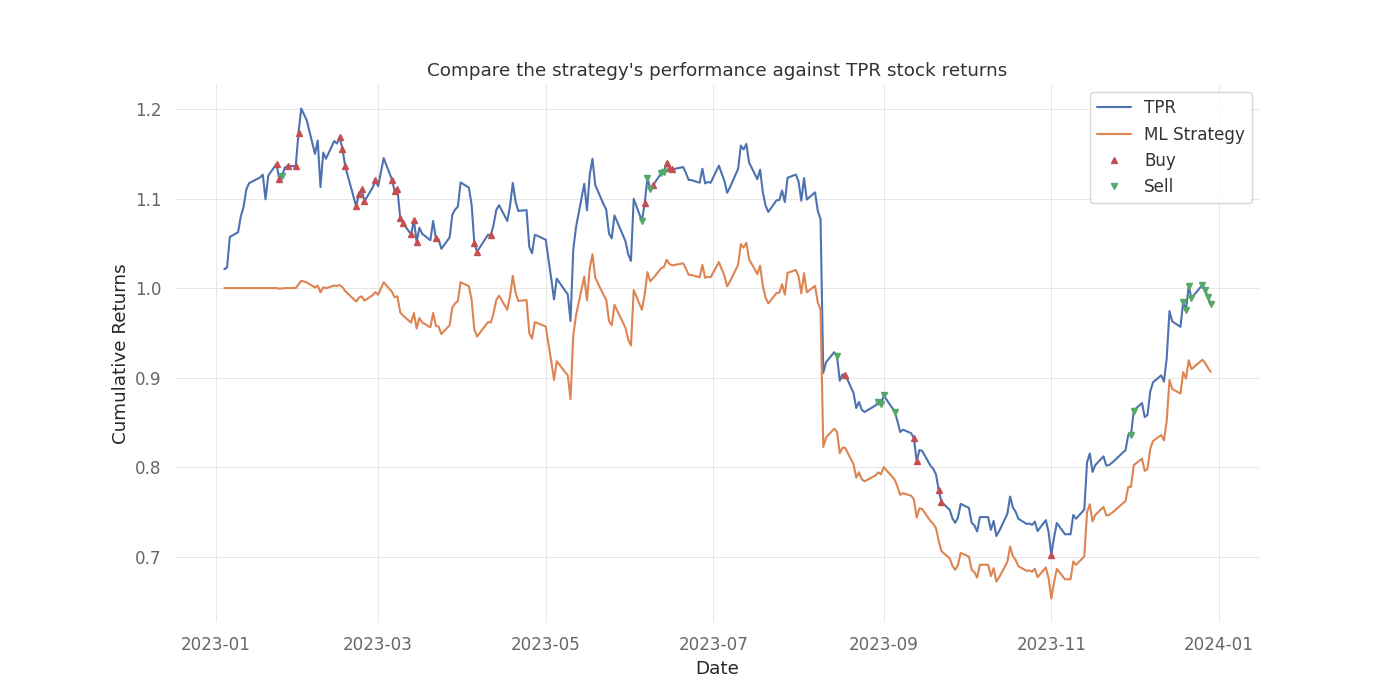 Compare the strategy's performance against TPR stock returns
TPR
ML Strategy
Buy
Sell
Cumulative Returns
1.2
1.1
1.0
0.9
0.8
0.7
2023-01
2023-03
2023-05
2023-07
2023-09
2023-11
2024-01
Date